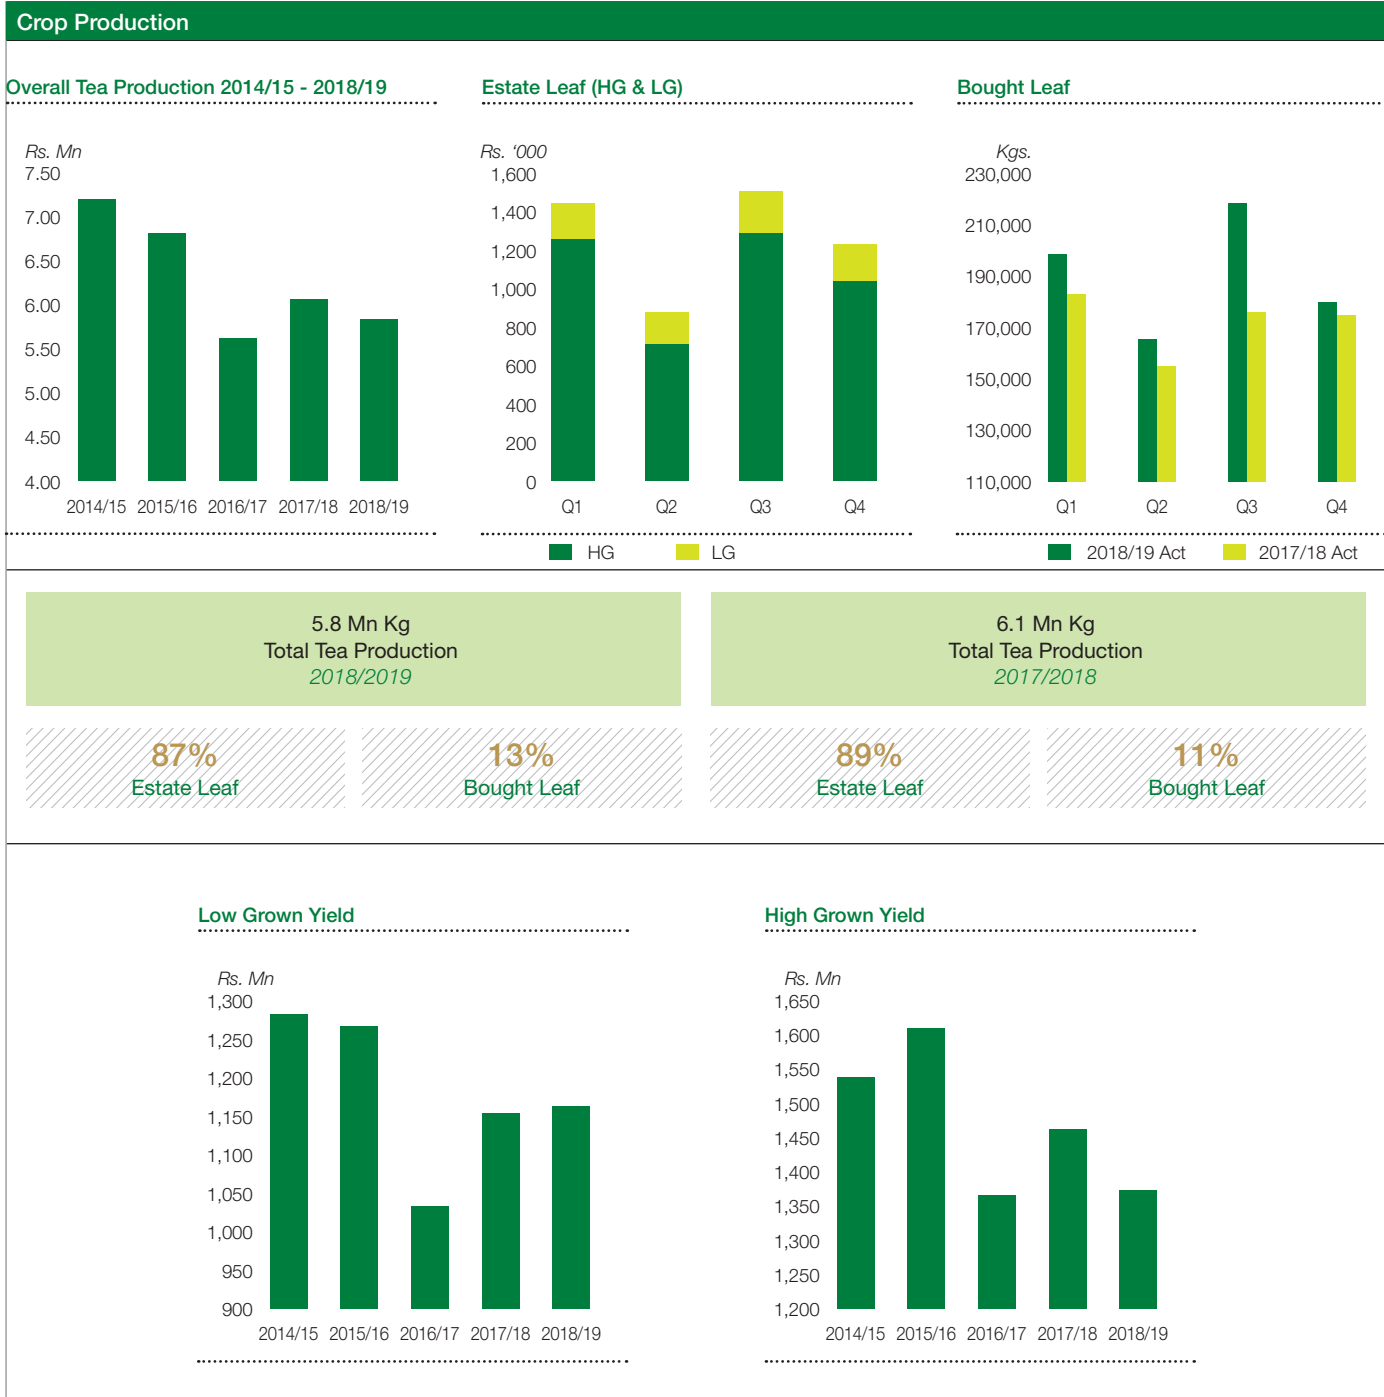 Crop Production
Overall Tea Production 2014/15 - 2018/19
Rs. Mn
7.50
7.00
6.50
6.00
5.50
5.00
4.50
4.00
2014/15 2015/16 2016/17 2017/18 2018/19
Estate Leaf (HG & LG)
Rs. ‘000
1,600
1,400
1,200
1,000
800
600
400
200
0
Q1 Q2 Q3 Q4
HG LG
Bought Leaf
Kgs.
230,000
210,000
190,000
170,000
150,000
130,000
110,000
Q1 Q2 Q3 Q4
2018/19 Act 2017/18 Act
5.8 Mn Kg
Total Tea Production
2018/2019
6.1 Mn Kg
Total Tea Production
2017/2018
87%
Estate Leaf
13%
Bought Leaf
89%
Estate Leaf
11%
Bought Leaf
Low Grown Yield
Rs. Mn
1,300
1,250
1,200
1,150
1,100
1,050
1,000
950
900
2014/15 2015/16 2016/17 2017/18 2018/19
High Grown Yield
Rs. Mn
1,650
1,600
1,550
1,500
1,450
1,400
1,350
1,300
1,250
1,200
2014/15 2015/16 2016/17 2017/18 2018/19